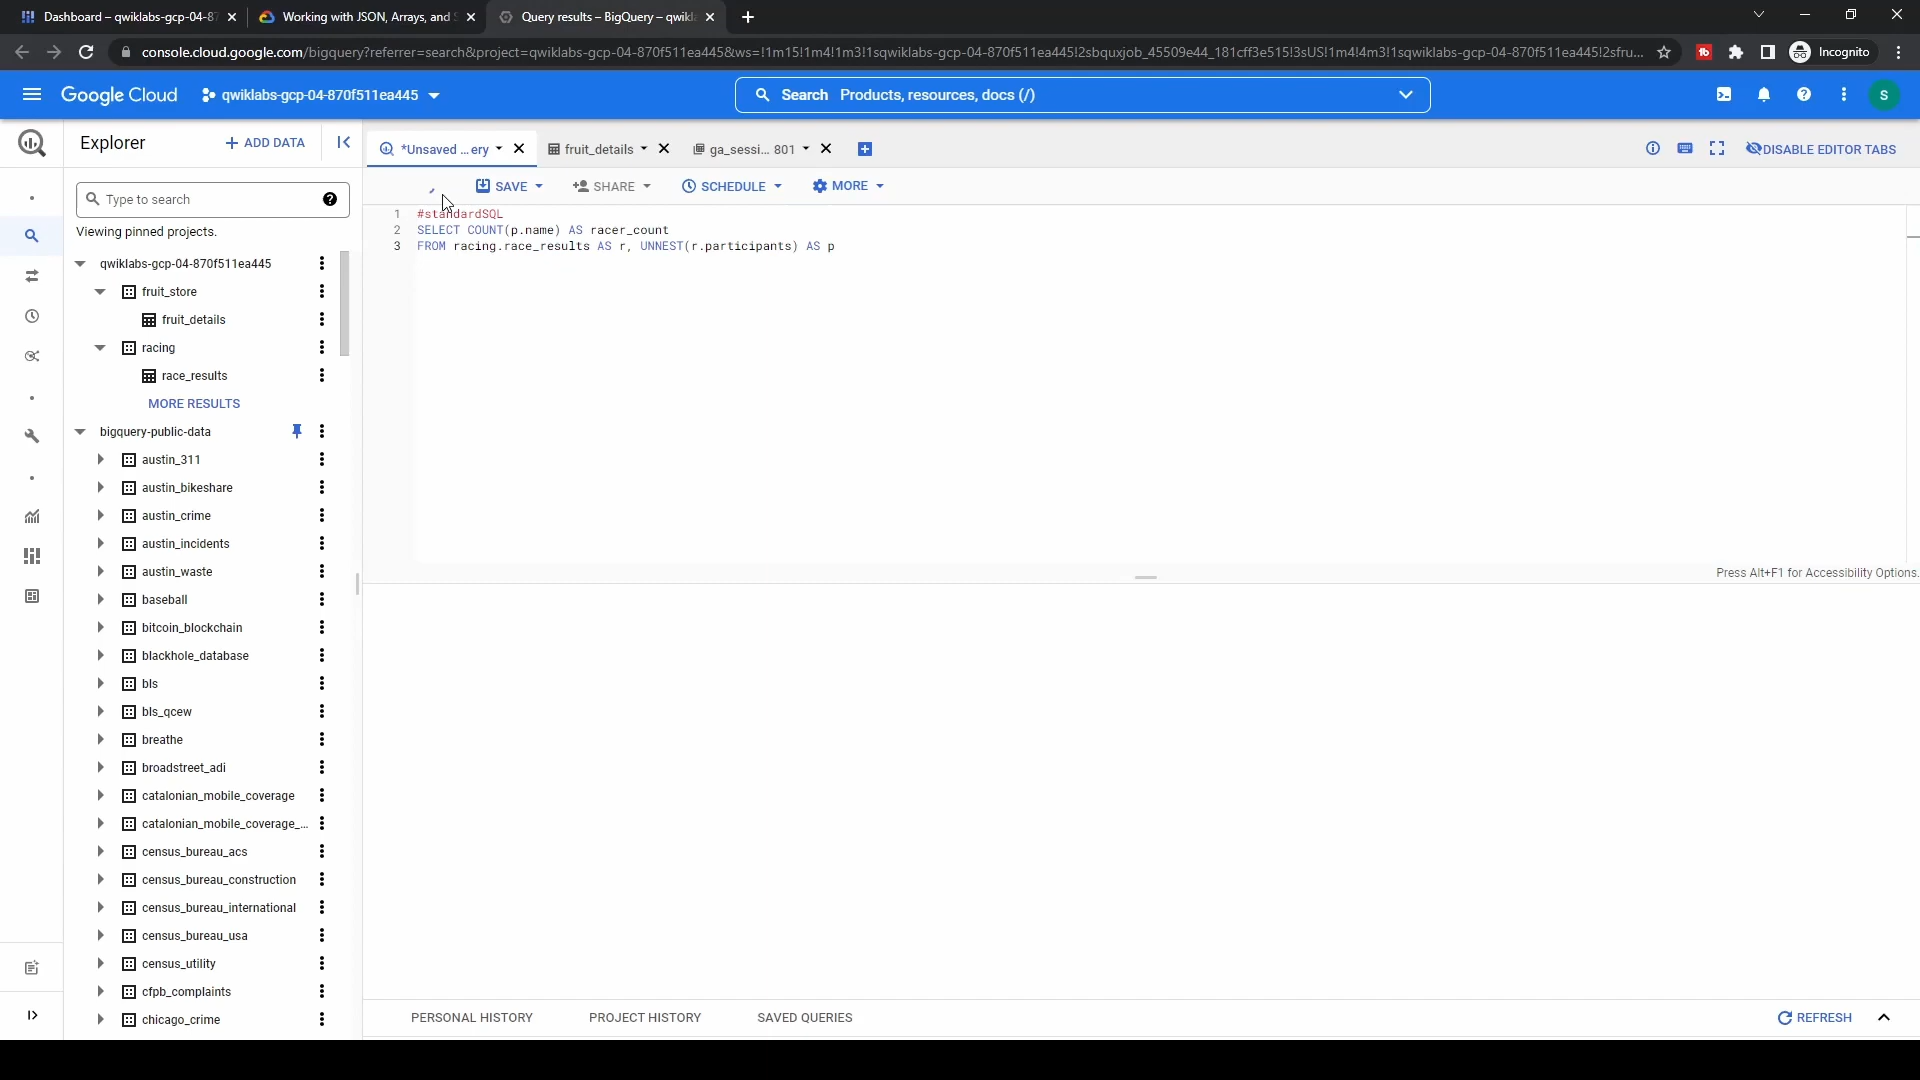 Dashboard – qwiklabs-gcp-04-87
Working with JSON, Arrays, and S
Query results – BigQuery – qwikl
console.cloud.google.com/bigquery?referrer=search&project=qwiklabs-gcp-04-870f511ea445&ws=!1m15!1m4!1m3!1sqwiklabs-gcp-04-870f511ea445!2sbquxjob_45509e44_181cff3e515!3sUS!1m4!4m3!1sqwiklabs-gcp-04-870f511ea445!2sfru...
Incognito
Google Cloud
qwiklabs-gcp-04-870f511ea445
Search Products, resources, docs (/)
S
Explorer
+ ADD DATA
*Unsaved ...ery
fruit_details
ga_sessi... 801
DISABLE EDITOR TABS
SAVE
SHARE
SCHEDULE
MORE
Type to search
Viewing pinned projects.
qwiklabs-gcp-04-870f511ea445
fruit_store
fruit_details
racing
race_results
MORE RESULTS
bigquery-public-data
austin_311
austin_bikeshare
austin_crime
austin_incidents
austin_waste
baseball
bitcoin_blockchain
blackhole_database
bls
bls_qcew
breathe
broadstreet_adi
catalonian_mobile_coverage
catalonian_mobile_coverage_...
census_bureau_acs
census_bureau_construction
census_bureau_international
census_bureau_usa
census_utility
cfpb_complaints
chicago_crime
1 #standardSQL
2 SELECT COUNT(p.name) AS racer_count
3 FROM racing.race_results AS r, UNNEST(r.participants) AS p
Press Alt+F1 for Accessibility Options.
PERSONAL HISTORY
PROJECT HISTORY
SAVED QUERIES
REFRESH